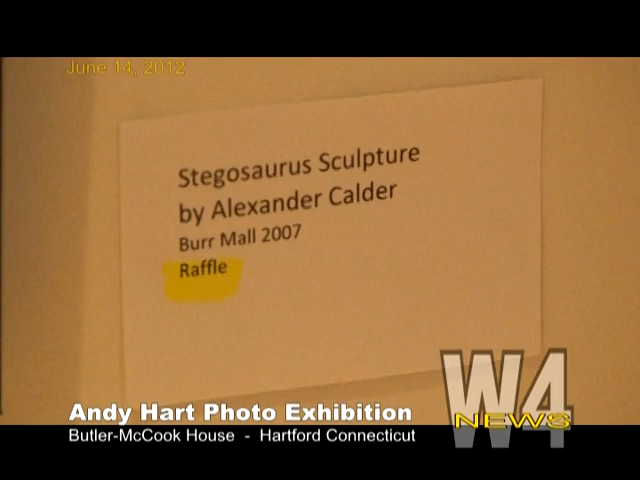 June 14, 2012
Stegosaurus Sculpture
by Alexander Calder
Burr Mall 2007
Raffle
Andy Hart Photo Exhibition
Butler-McCook House - Hartford Connecticut
W4
NEWS